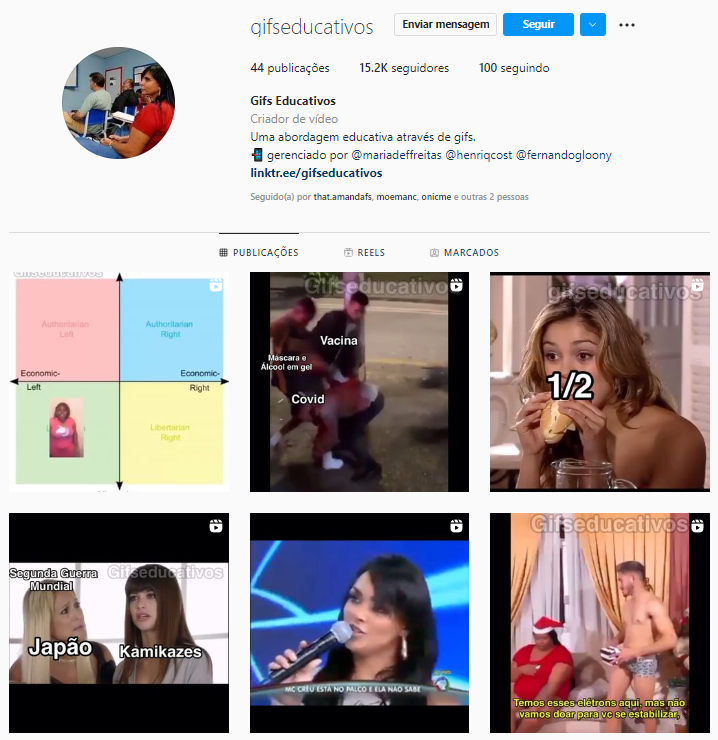 gifseducativos
Enviar mensagem
Seguir
44 publicações
15.2K seguidores
100 seguindo
Gifs Educativos
Criador de vídeo
Uma abordagem educativa através de gifs.
gerenciado por @mariadeffreitas @henriqcost @fernandogloony
linktr.ee/gifseducativos
Seguido(a) por that.amandafs, moemanc, onicme e outras 2 pessoas
PUBLICAÇÕES
REELS
MARCADOS
Gifseducativos
Authoritarian
Left
Authoritarian
Right
Economic-
Left
Economic-
Right
Libertarian
Right
Gifseducativos
Vacina
Máscara e
Álcool em gel
Covid
gifseducativos
1/2
Segunda Guerra
Mundial
Gifseducativos
Japão
Kamikazes
MC CREU ESTÁ NO PALCO E ELA NÃO SABE
Gifseducativos
Temos esses elétrons aqui, mas não
vamos doar para vc se estabilizar,